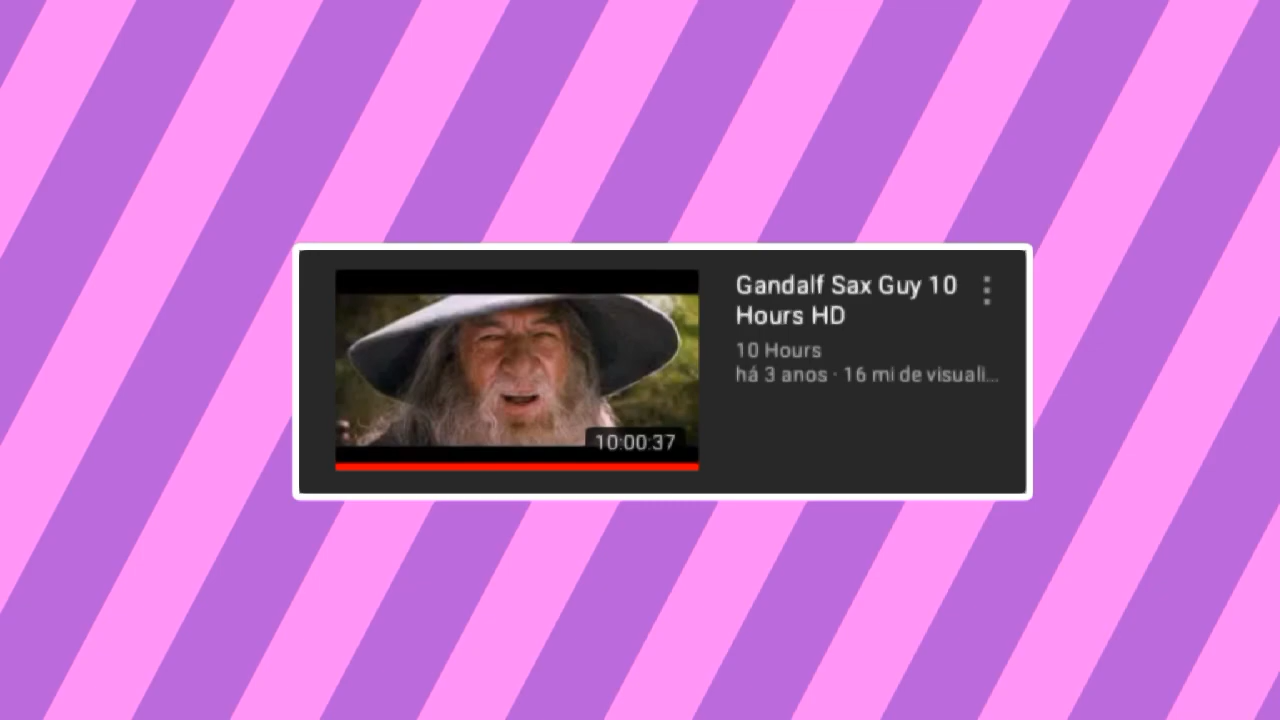 Gandalf Sax Guy 10
Hours HD
10 Hours
há 3 anos · 16 mi de visuali...
10:00:37